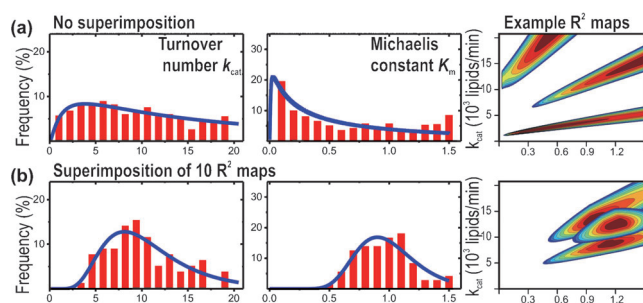 No superimposition
Example R² maps
(a)
Turnover
number kcat
Michaelis
constant Km
Frequency (%)
20
10
0
0 5 10 15 20
30
20
10
0
0 0.5 1.0 1.5
kcat (10³ lipids/min)
15
10
5
0.3 0.6 0.9 1.2
(b)
Superimposition of 10 R² maps
Frequency (%)
20
10
0
0 5 10 15 20
30
20
10
0
0 0.5 1.0 1.5
kcat (10³ lipids/min)
15
10
5
0.3 0.6 0.9 1.2